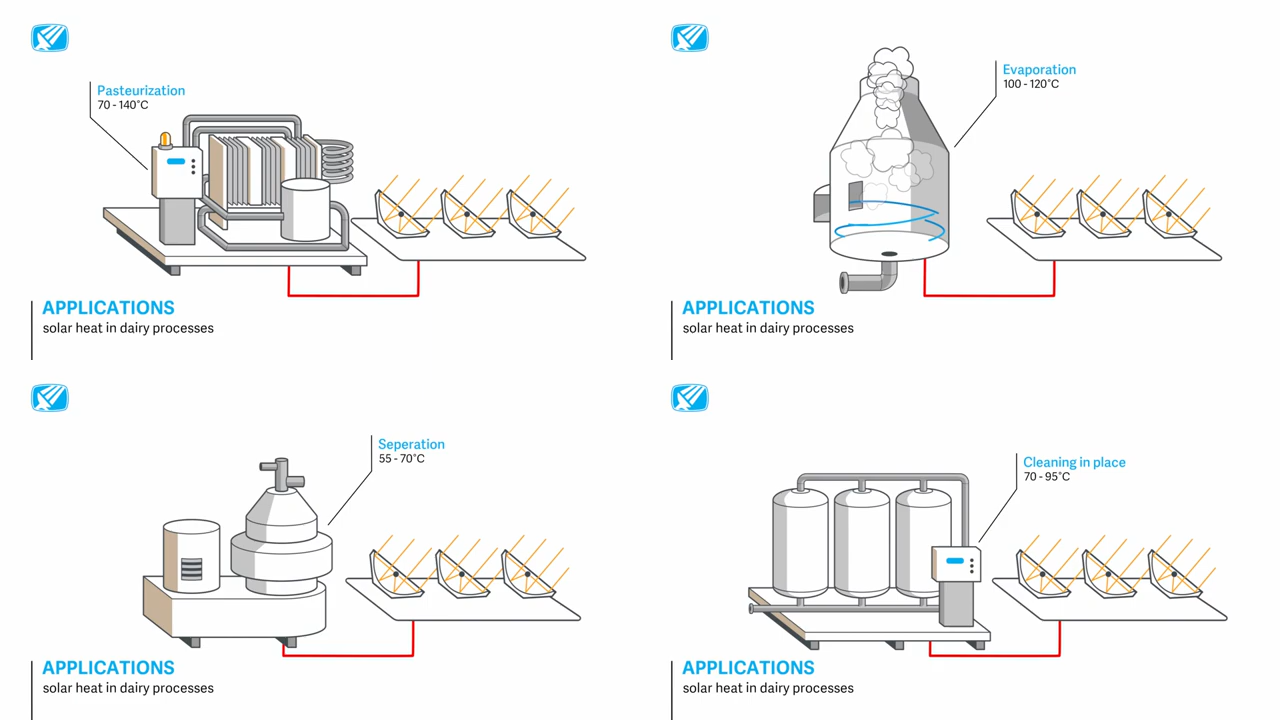 Pasteurization
70 - 140°C
APPLICATIONS
solar heat in dairy processes
Evaporation
100 - 120°C
APPLICATIONS
solar heat in dairy processes
Seperation
55 - 70°C
APPLICATIONS
solar heat in dairy processes
Cleaning in place
70 - 95°C
APPLICATIONS
solar heat in dairy processes